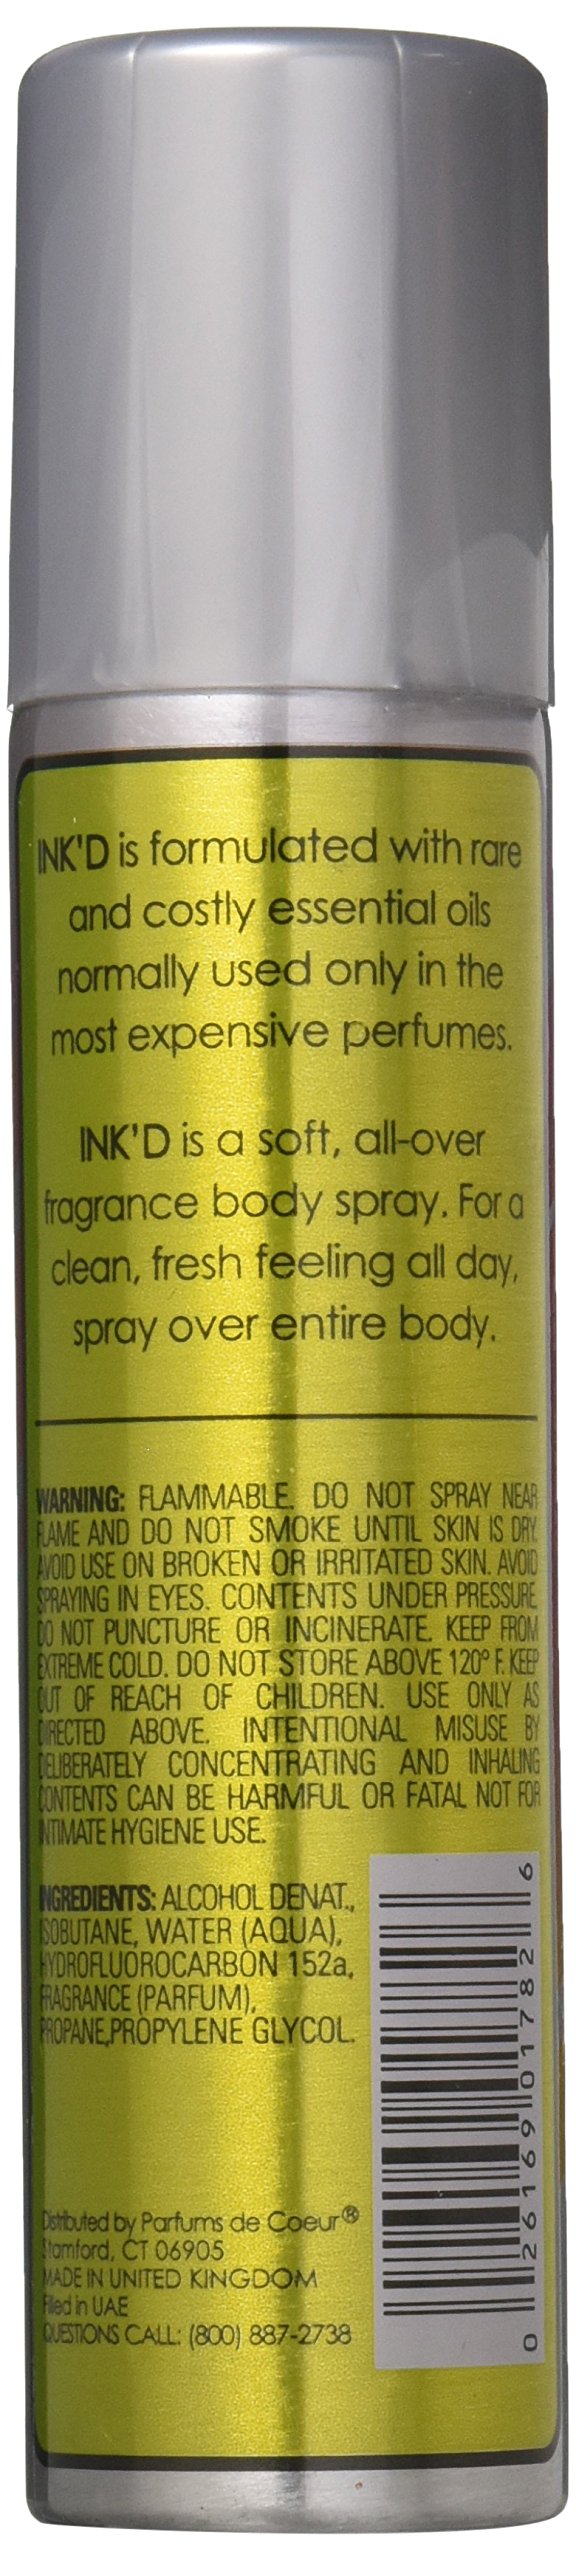 INK'D is formulated with rare
and costly essential oils
normally used only in the
most expensive perfumes.
INK'D is a soft, all-over
fragrance body spray. For a
clean, fresh feeling all day,
spray over entire body.
WARNING: FLAMMABLE. DO NOT SPRAY NEAR
FLAME AND DO NOT SMOKE UNTIL SKIN IS DRY.
AVOID USE ON BROKEN OR IRRITATED SKIN. AVOID
SPRAYING IN EYES. CONTENTS UNDER PRESSURE.
DO NOT PUNCTURE OR INCINERATE. KEEP FROM
EXTREME COLD. DO NOT STORE ABOVE 120° F. KEEP
OUT OF REACH OF CHILDREN. USE ONLY AS
DIRECTED ABOVE. INTENTIONAL MISUSE BY
DELIBERATELY CONCENTRATING AND INHALING
CONTENTS CAN BE HARMFUL OR FATAL NOT FOR
INTIMATE HYGIENE USE.
INGREDIENTS: ALCOHOL DENAT.,
ISOBUTANE, WATER (AQUA),
HYDROFLUOROCARBON 152a,
FRAGRANCE (PARFUM),
PROPANE,PROPYLENE GLYCOL.
Distributed by Parfums de Coeur®
Stamford, CT 06905
MADE IN UNITED KINGDOM
Filled in UAE
QUESTIONS CALL: (800) 887-2738
0 26169 01782 6